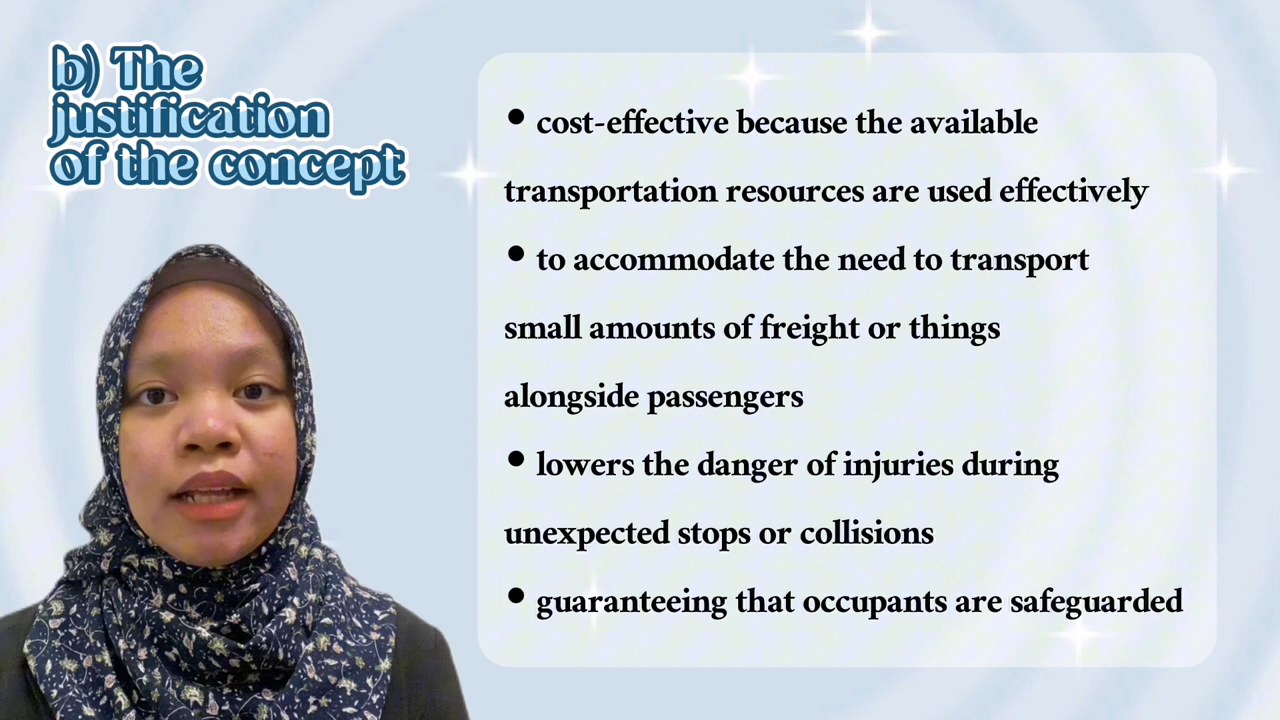 b) The
justification
of the concept
• cost-effective because the available
transportation resources are used effectively
• to accommodate the need to transport
small amounts of freight or things
alongside passengers
• lowers the danger of injuries during
unexpected stops or collisions
• guaranteeing that occupants are safeguarded